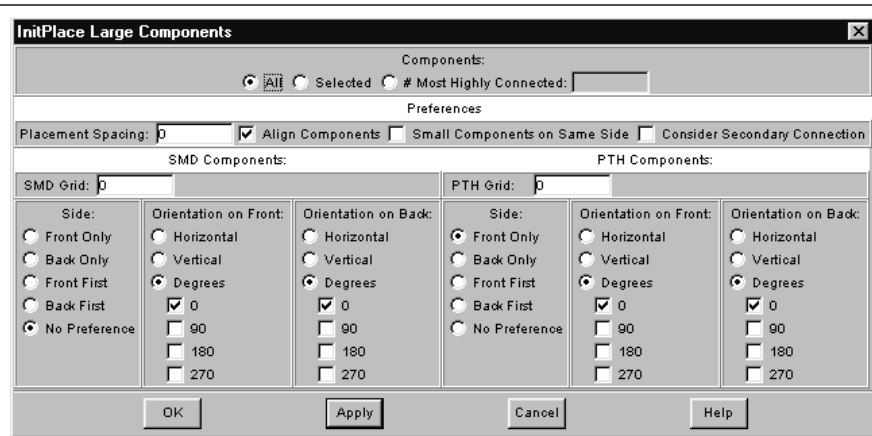 InitPlace Large Components
Components:
All Selected # Most Highly Connected:
Preferences
Placement Spacing: 0 Align Components Small Components on Same Side Consider Secondary Connection
SMD Components: PTH Components:
SMD Grid: 0 PTH Grid: 0
Side: Orientation on Front: Orientation on Back: Side: Orientation on Front: Orientation on Back:
Front Only Horizontal Horizontal Front Only Horizontal Horizontal
Back Only Vertical Vertical Back Only Vertical Vertical
Front First Degrees Degrees Front First Degrees Degrees
Back First 0 0 Back First 0 0
No Preference 90 90 No Preference 90 90
180 180 180 180
270 270 270 270
OK Apply Cancel Help